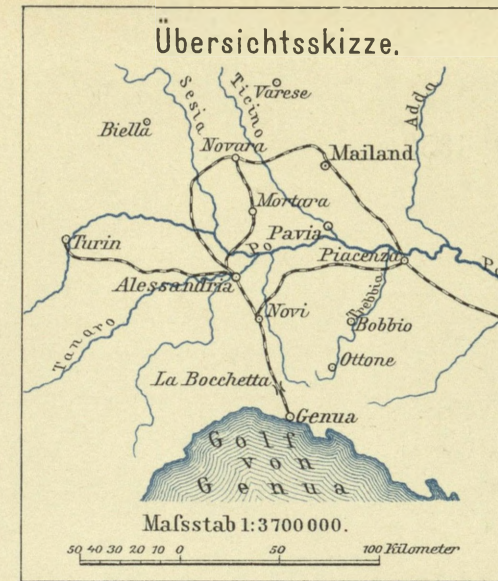 Übersichtsskizze.
Sesia
Ticino
Varese
Adda
Biella
Novara
Mailand
Mortara
Pavia
Turin
Po
Piacenza
Alessandria
Trebbia
Novi
Bobbio
Tanaro
Ottone
La Bocchetta
Genua
Golf
von
Genua
Maſsstab 1:3700000.
50 40 30 20 10 0 50 100 Kilometer